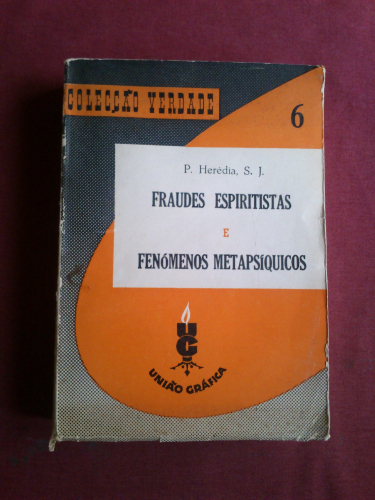 COLECÇÃO VERDADE
6
P. Herédia, S. J.
FRAUDES ESPIRITISTAS
E
FENÓMENOS METAPSÍQUICOS
UG
UNIÃO GRÁFICA